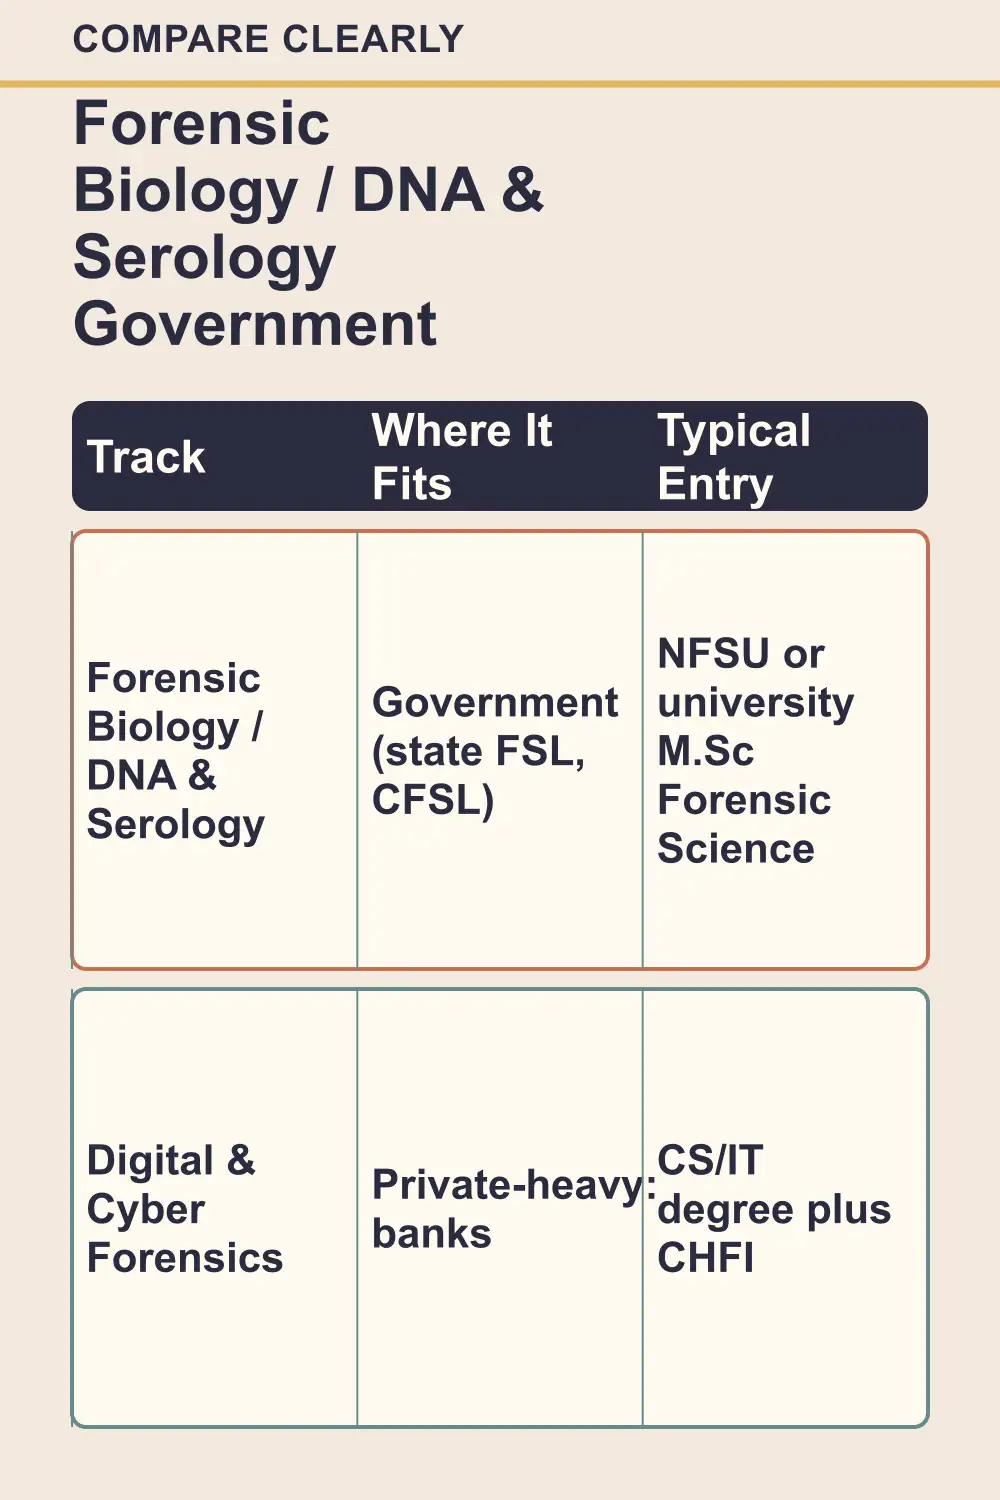 COMPARE CLEARLY
Forensic
Biology / DNA &
Serology
Government
Track
Where It
Fits
Typical
Entry
Forensic
Biology /
DNA &
Serology
Government
(state FSL,
CFSL)
NFSU or
university
M.Sc
Forensic
Science
Digital &
Cyber
Forensics
Private-heavy:
banks
CS/IT
degree plus
CHFI